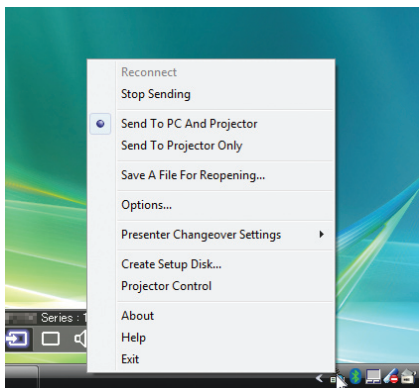 Reconnect
Stop Sending
Send To PC And Projector
Send To Projector Only
Save A File For Reopening...
Options...
Presenter Changeover Settings
Create Setup Disk...
Projector Control
About
Help
Exit
Series :